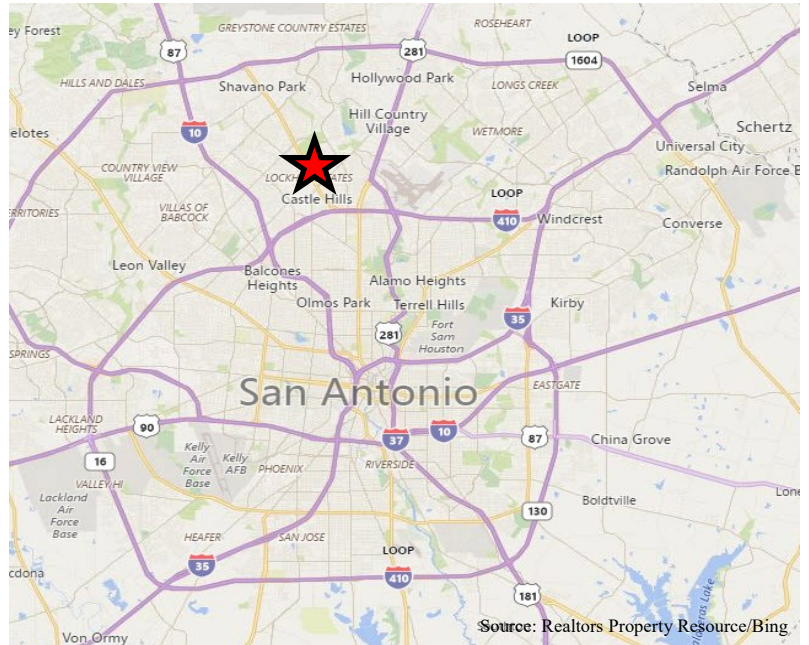 GREYSTONE COUNTRY ESTATES
ROSEHEART
ey Forest
87
281
LOOP
1604
HILLS AND DALES
Shavano Park
Hollywood Park
LONGS CREEK
Selma
Hill Country
Village
Schertz
10
WETMORE
elotes
COUNTRY VIEW
VILLAGE
Universal City
LOCKH
ES
Randolph Air Force B
Castle Hills
LOOP
410
VILLAS OF
BABCOCK
Windcrest
Converse
ERRITORIES
Leon Valley
Balcones
Heights
Alamo Heights
Olmos Park
Terrell Hills
Kirby
35
281
Fort
Sam
Houston
SPRINGS
San Antonio
EASTGATE
LACKLAND
HEIGHTS
90
37
10
87
China Grove
16
Kelly
Air
Force
Base
Kelly
AFB
RIVERSIDE
VALLEY HI
PHOENIX
Lackland
Air
Force
Base
Boldtville
Lone
130
HEAFER
SAN JOSE
LOOP
410
35
cdona
181
Source: Realtors Property Resource/Bing
Von Ormy
Lake